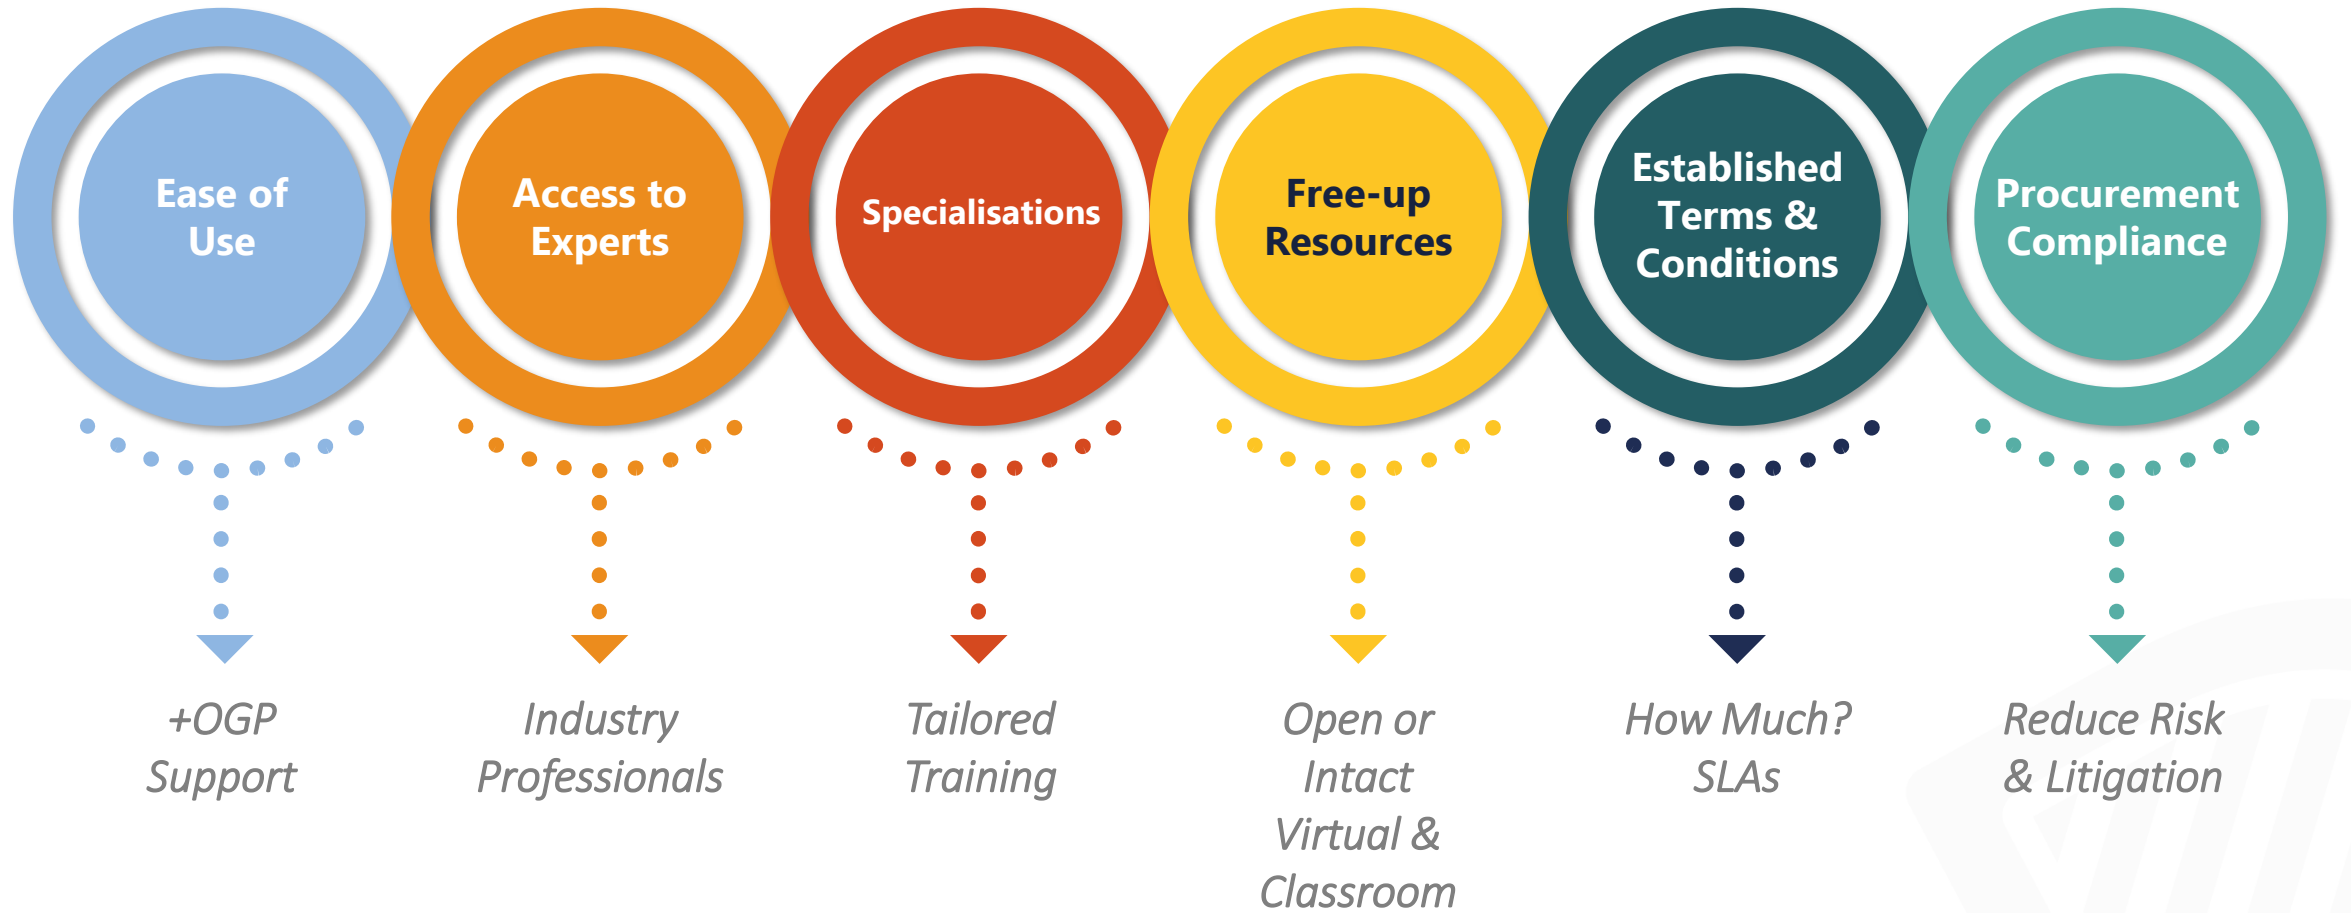 Ease of
Use
Access to
Experts
Specialisations
Free-up
Resources
Established
Terms &
Conditions
Procurement
Compliance
+OGP
Support
Industry
Professionals
Tailored
Training
Open or
Intact
Virtual &
Classroom
How Much?
SLAs
Reduce Risk
& Litigation